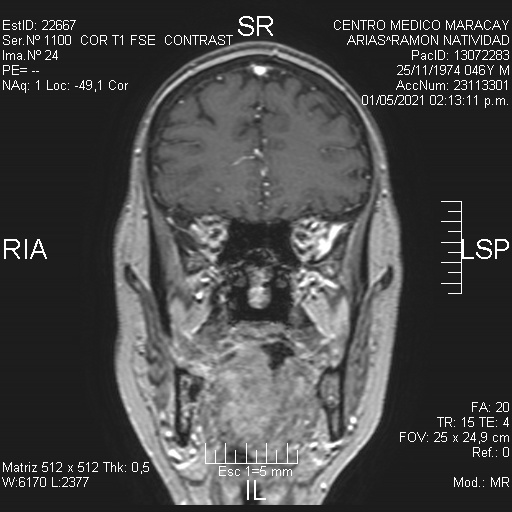 EstID: 22667
Ser.Nº 1100 COR T1 FSE CONTRAST
Ima.Nº 24
PE= --
NAq: 1 Loc: -49,1 Cor
SR
CENTRO MEDICO MARACAY
ARIAS^RAMON NATIVIDAD
PacID: 13072283
25/11/1974 046Y M
AccNum: 23113301
01/05/2021 02:13:11 p.m.
RIA
LSP
FA: 20
TR: 15 TE: 4
FOV: 25 x 24,9 cm
Ref.: 0
Matriz 512 x 512 Thk: 0,5
W:6170 L:2377
Esc 1=5 mm
IL
Mod.: MR